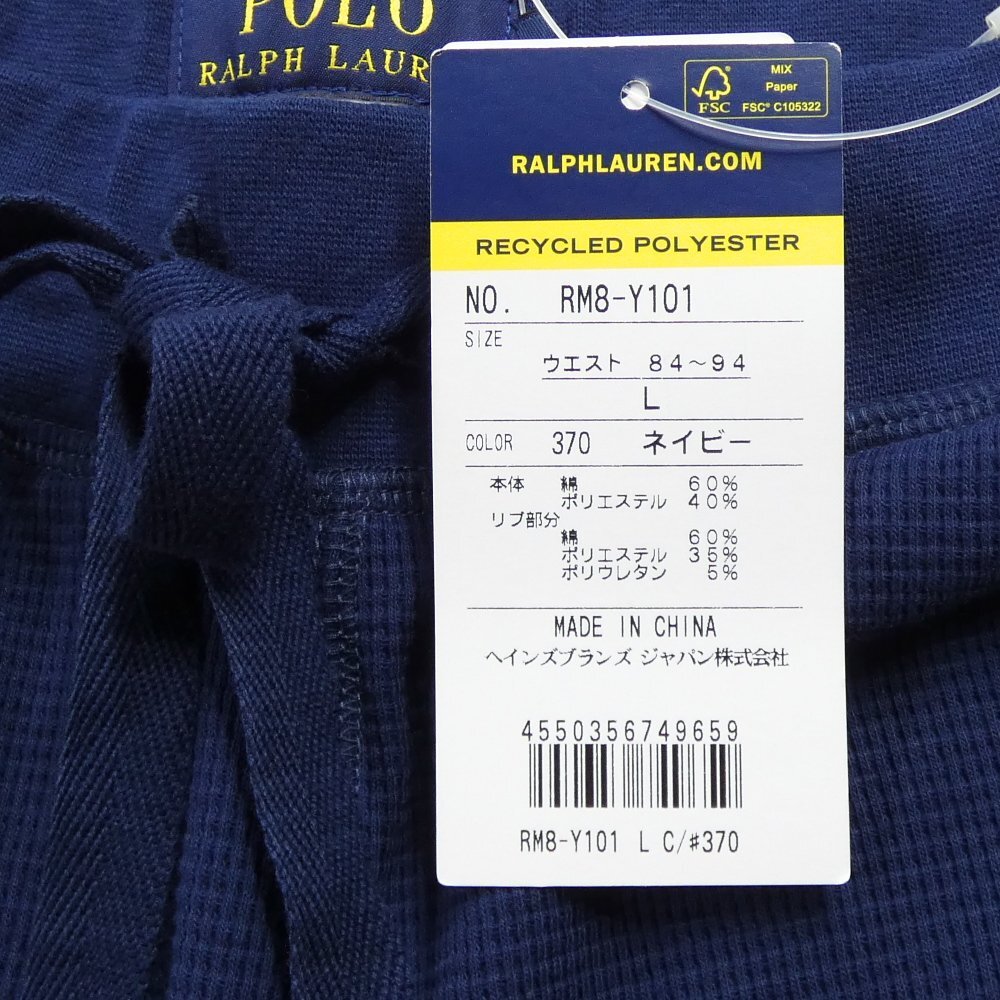 POLO
RALPH LAUR
MIX
Paper
FSC
FSC® C105322
RALPHLAUREN.COM
RECYCLED POLYESTER
NO. RM8-Y101
SIZE
ウエスト 84～94
L
COLOR 370 ネイビー
本体 綿 60%
ポリエステル 40%
リブ部分
綿 60%
ポリエステル 35%
ポリウレタン 5%
MADE IN CHINA
ヘインズブランズ ジャパン株式会社
4550356749659
RM8-Y101 L C/#370